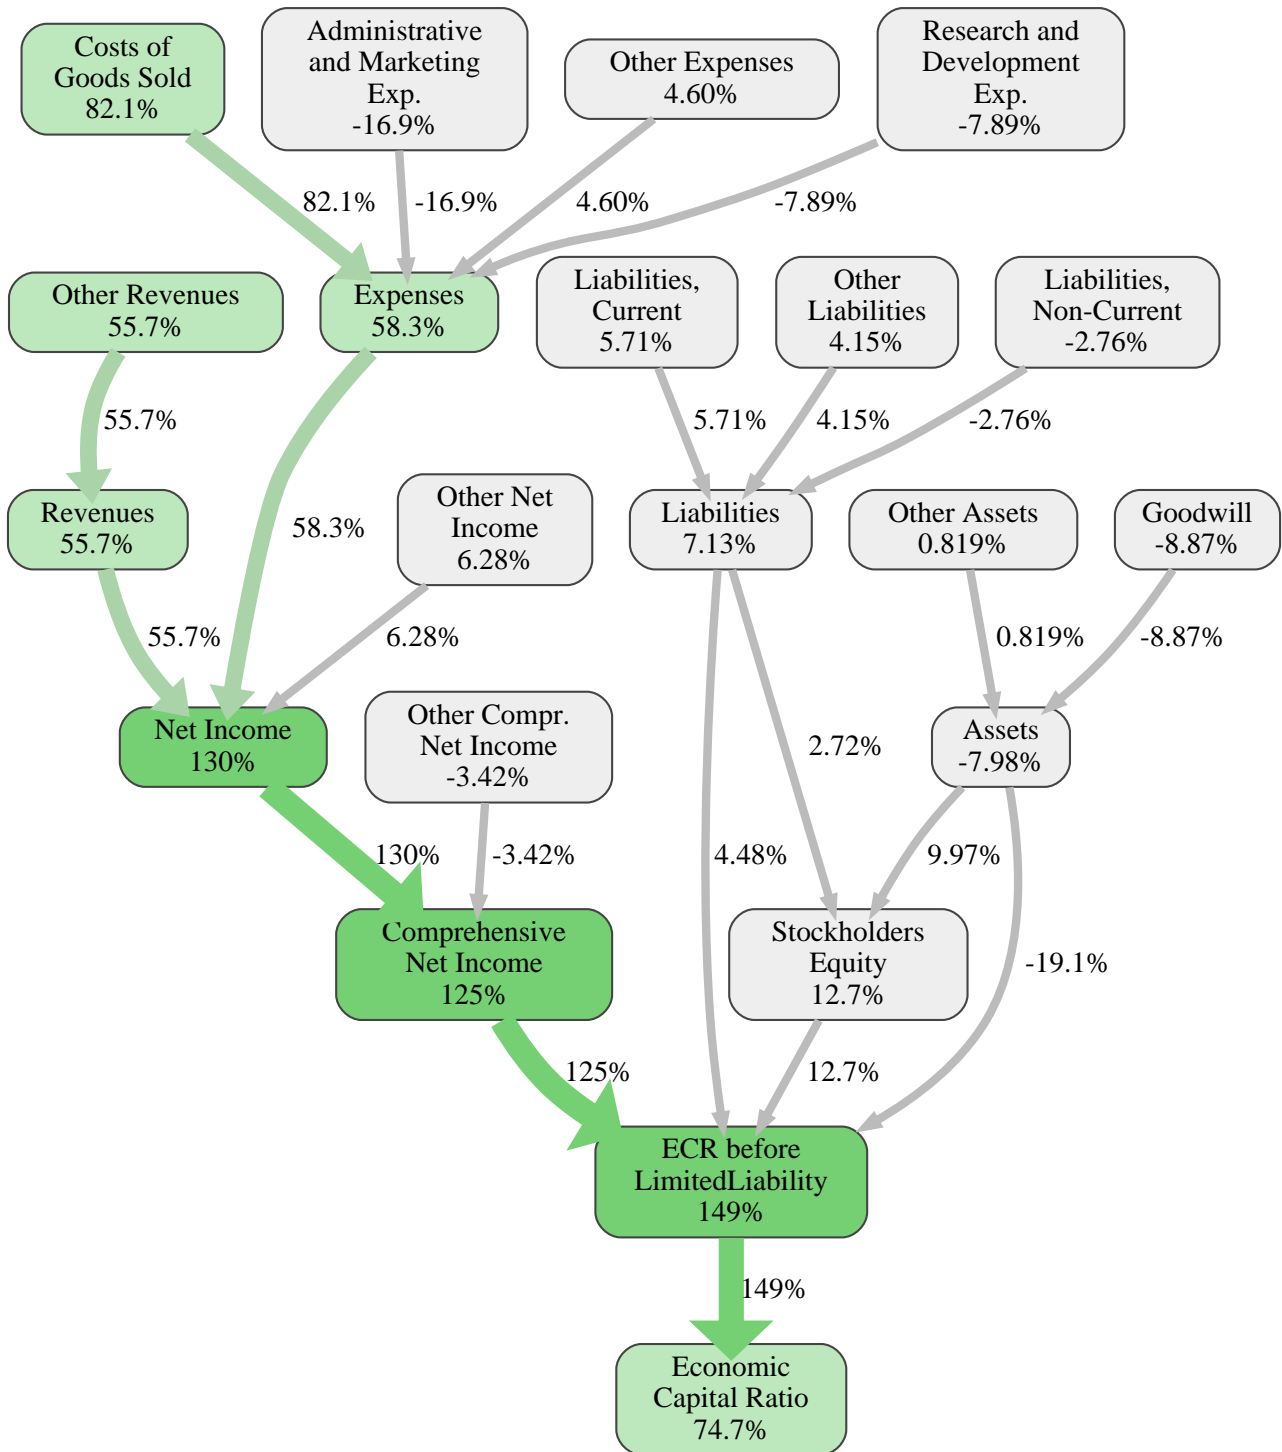 Costs of
Goods Sold
82.1%
Administrative
and Marketing
Exp.
-16.9%
Other Expenses
4.60%
Research and
Development
Exp.
-7.89%
82.1%
-16.9%
4.60%
-7.89%
Other Revenues
55.7%
Expenses
58.3%
Liabilities,
Current
5.71%
Other
Liabilities
4.15%
Liabilities,
Non-Current
-2.76%
55.7%
5.71%
4.15%
-2.76%
Revenues
55.7%
58.3%
Other Net
Income
6.28%
Liabilities
7.13%
Other Assets
0.819%
Goodwill
-8.87%
55.7%
6.28%
0.819%
-8.87%
Net Income
130%
Other Compr.
Net Income
-3.42%
2.72%
Assets
-7.98%
130%
-3.42%
4.48%
9.97%
Comprehensive
Net Income
125%
Stockholders
Equity
12.7%
-19.1%
125%
12.7%
ECR before
LimitedLiability
149%
149%
Economic
Capital Ratio
74.7%